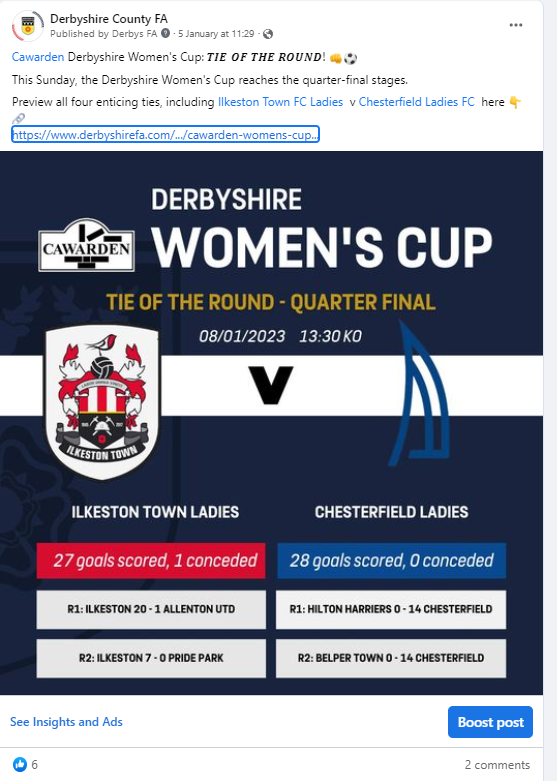 Derbyshire County FA
Published by Derbys FA · 5 January at 11:29 ·
Cawarden Derbyshire Women's Cup: 𝑻𝑰𝑬 𝑶𝑭 𝑻𝑯𝑬 𝑹𝑶𝑼𝑵𝑫! 👊⚽
This Sunday, the Derbyshire Women's Cup reaches the quarter-final stages.
Preview all four enticing ties, including Ilkeston Town FC Ladies v Chesterfield Ladies FC here 👇
🔗
https://www.derbyshirefa.com/.../cawarden-womens-cup...
DERBYSHIRE
CAWARDEN
WOMEN'S CUP
TIE OF THE ROUND - QUARTER FINAL
08/01/2023 13:30 KO
V
ILKESTON TOWN
ILKESTON TOWN LADIES
CHESTERFIELD LADIES
27 goals scored, 1 conceded
28 goals scored, 0 conceded
R1: ILKESTON 20 - 1 ALLENTON UTD
R1: HILTON HARRIERS 0 - 14 CHESTERFIELD
R2: ILKESTON 7 - 0 PRIDE PARK
R2: BELPER TOWN 0 - 14 CHESTERFIELD
See Insights and Ads
Boost post
6
2 comments